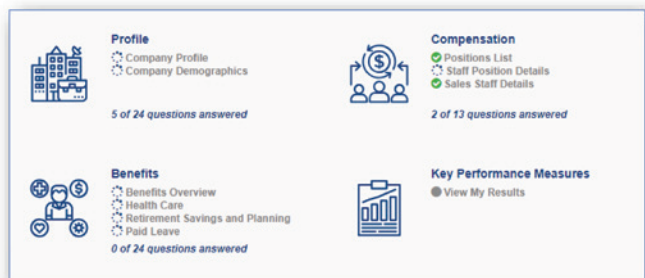 Profile
Company Profile
Company Demographics
5 of 24 questions answered
Compensation
$
Positions List
Staff Position Details
Sales Staff Details
2 of 13 questions answered
Benefits
$
Benefits Overview
Health Care
Retirement Savings and Planning
Paid Leave
0 of 24 questions answered
Key Performance Measures
View My Results